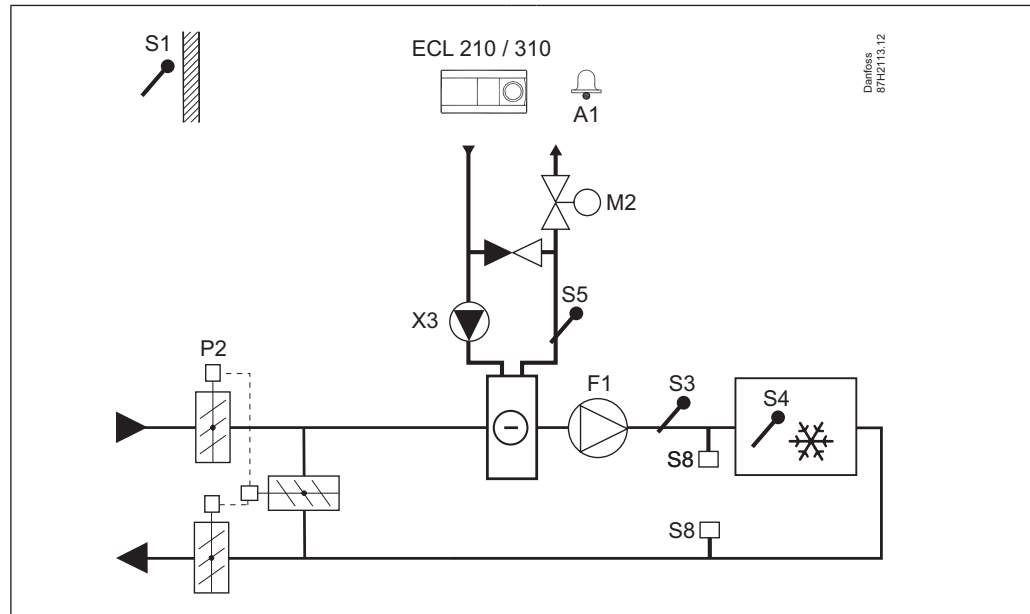 S1
ECL 210 / 310
A1
Danfoss
87H2113.12
M2
S5
X3
P2
F1
S3
S4
S8
S8